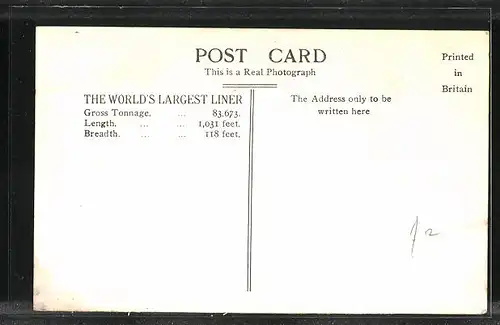 POST CARD
This is a Real Photograph
Printed
in
Britain
THE WORLD'S LARGEST LINER
Gross Tonnage. ... 83,673.
Length. ... ... 1,031 feet.
Breadth. ... ... 118 feet.
The Address only to be
written here